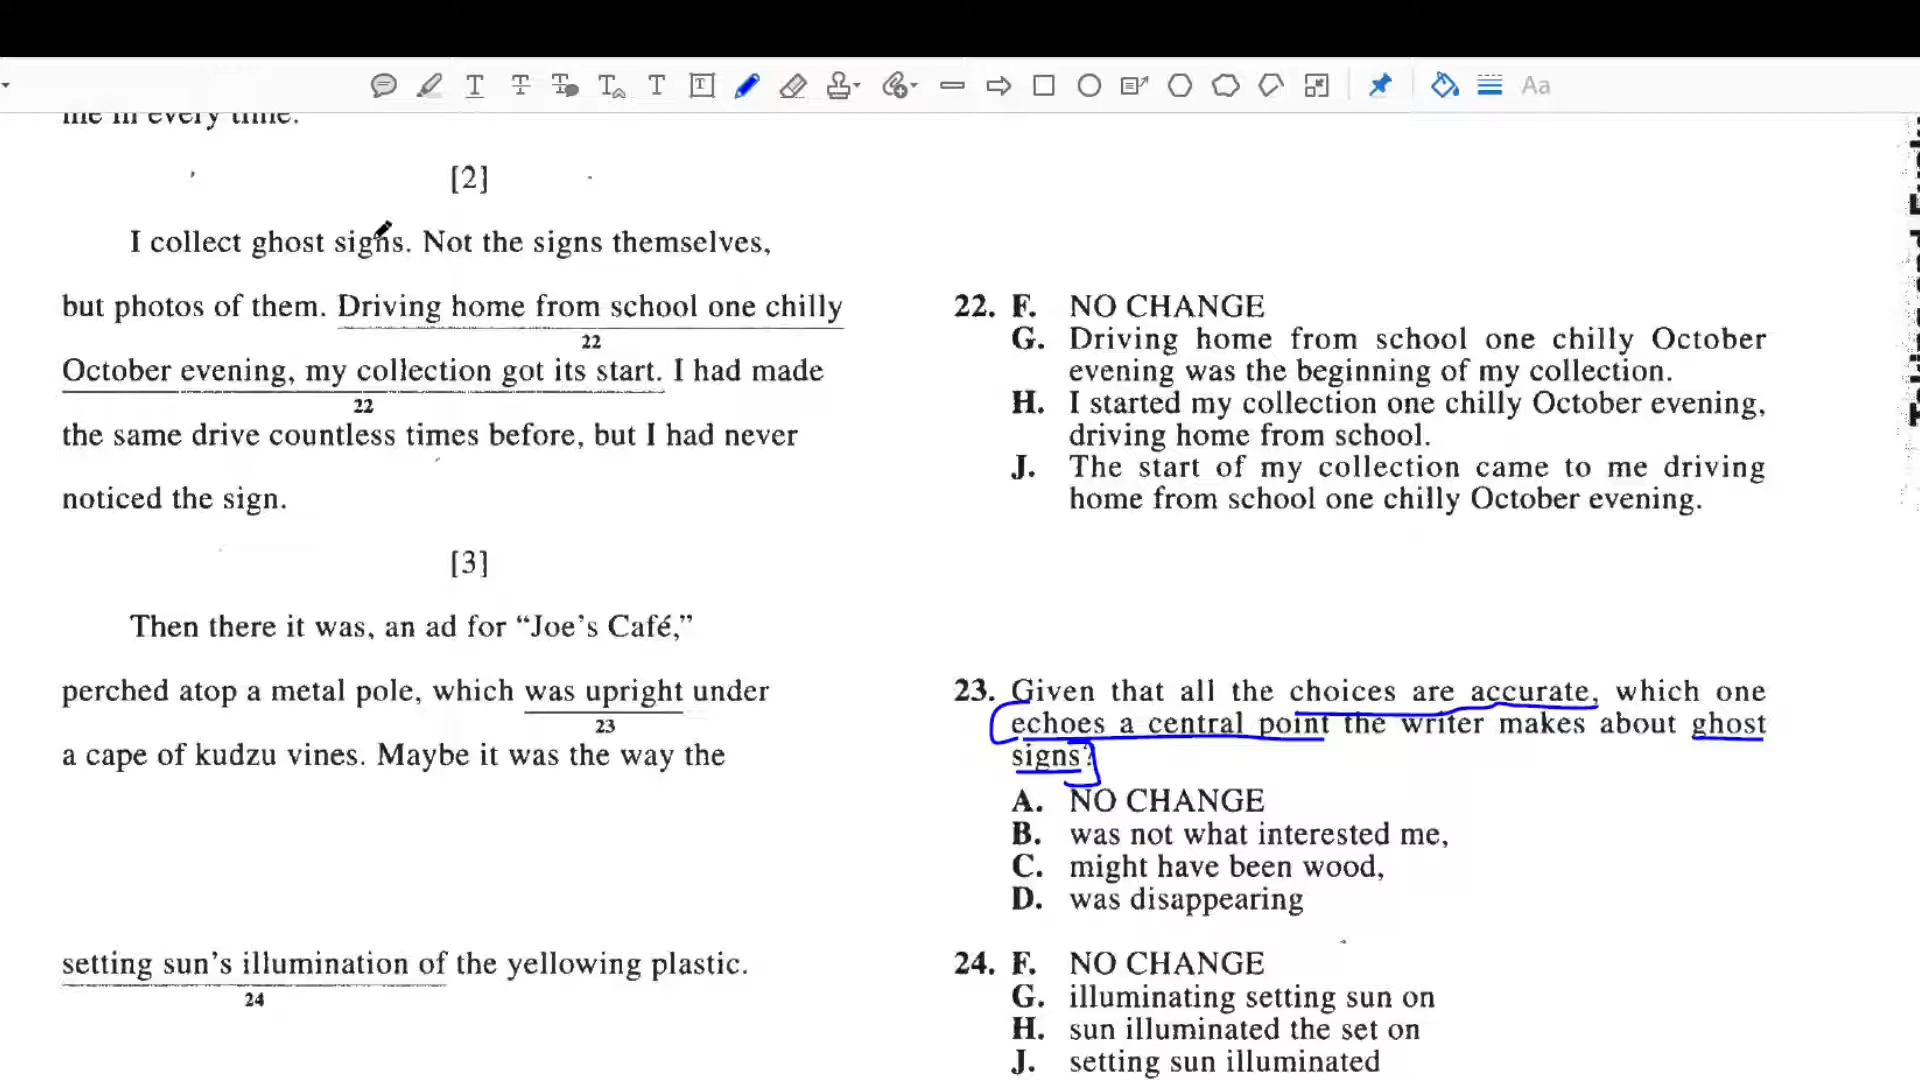 me in every time.
[2]
I collect ghost signs. Not the signs themselves,
but photos of them. Driving home from school one chilly
22
October evening, my collection got its start. I had made
22
the same drive countless times before, but I had never
noticed the sign.
[3]
Then there it was, an ad for “Joe’s Café,”
perched atop a metal pole, which was upright under
23
a cape of kudzu vines. Maybe it was the way the
setting sun’s illumination of the yellowing plastic.
24
22. F. NO CHANGE
G. Driving home from school one chilly October
evening was the beginning of my collection.
H. I started my collection one chilly October evening,
driving home from school.
J. The start of my collection came to me driving
home from school one chilly October evening.
23. Given that all the choices are accurate, which one
echoes a central point the writer makes about ghost
signs?
A. NO CHANGE
B. was not what interested me,
C. might have been wood,
D. was disappearing
24. F. NO CHANGE
G. illuminating setting sun on
H. sun illuminated the set on
J. setting sun illuminated
Aa